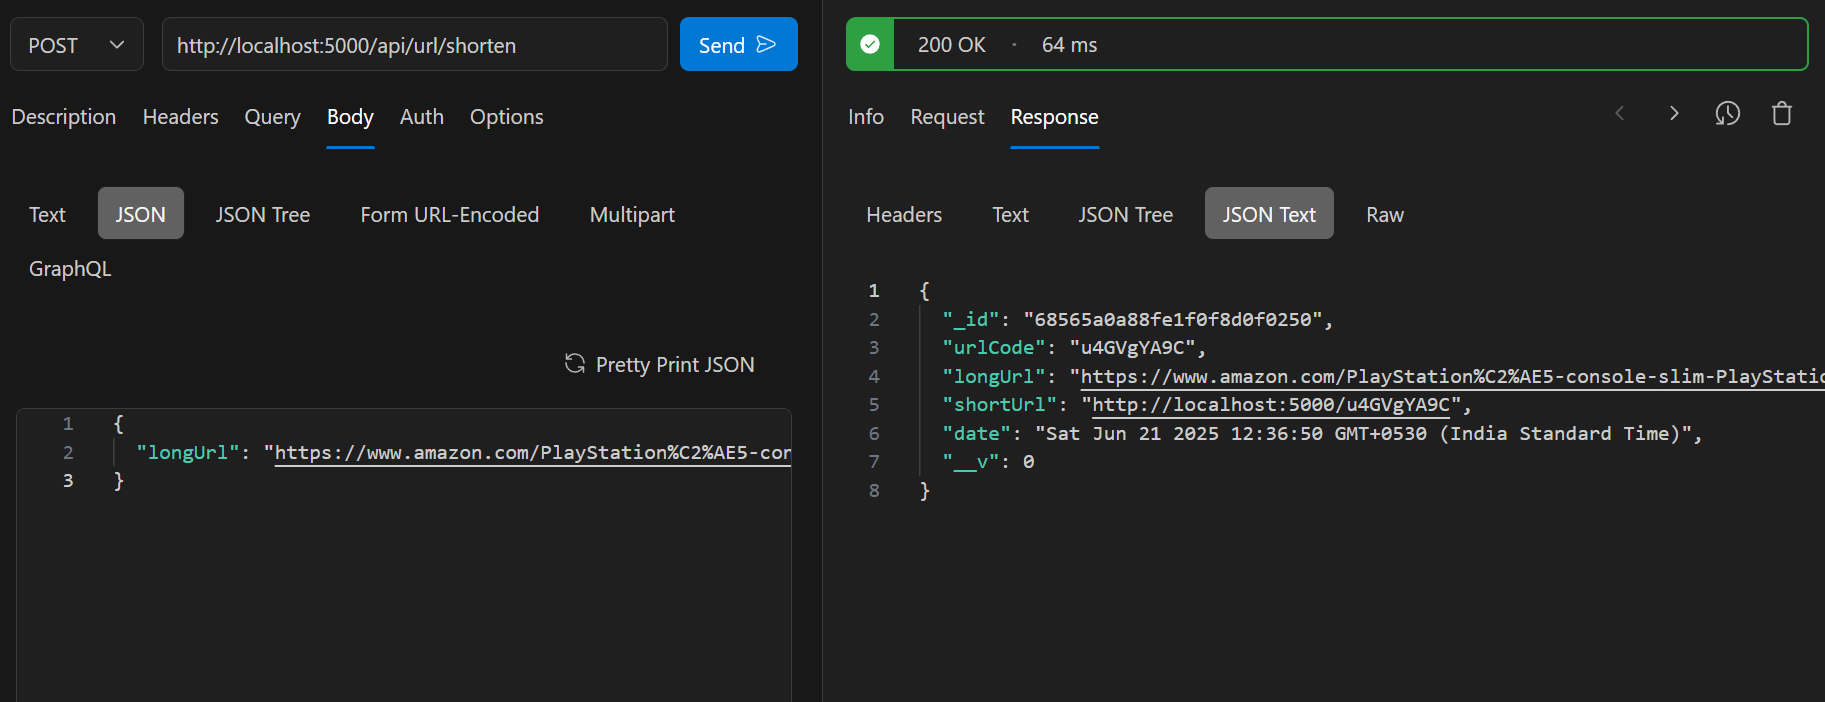 POST
http://localhost:5000/api/url/shorten
Send
Description Headers Query Body Auth Options
Text JSON JSON Tree Form URL-Encoded Multipart
GraphQL
Pretty Print JSON
1 {
2 "longUrl": "https://www.amazon.com/PlayStation%C2%AE5-con
3 }
200 OK · 64 ms
Info Request Response
Headers Text JSON Tree JSON Text Raw
1 {
2 "_id": "68565a0a88fe1f0f8d0f0250",
3 "urlCode": "u4GVgYA9C",
4 "longUrl": "https://www.amazon.com/PlayStation%C2%AE5-console-slim-PlayStatio
5 "shortUrl": "http://localhost:5000/u4GVgYA9C",
6 "date": "Sat Jun 21 2025 12:36:50 GMT+0530 (India Standard Time)",
7 "__v": 0
8 }